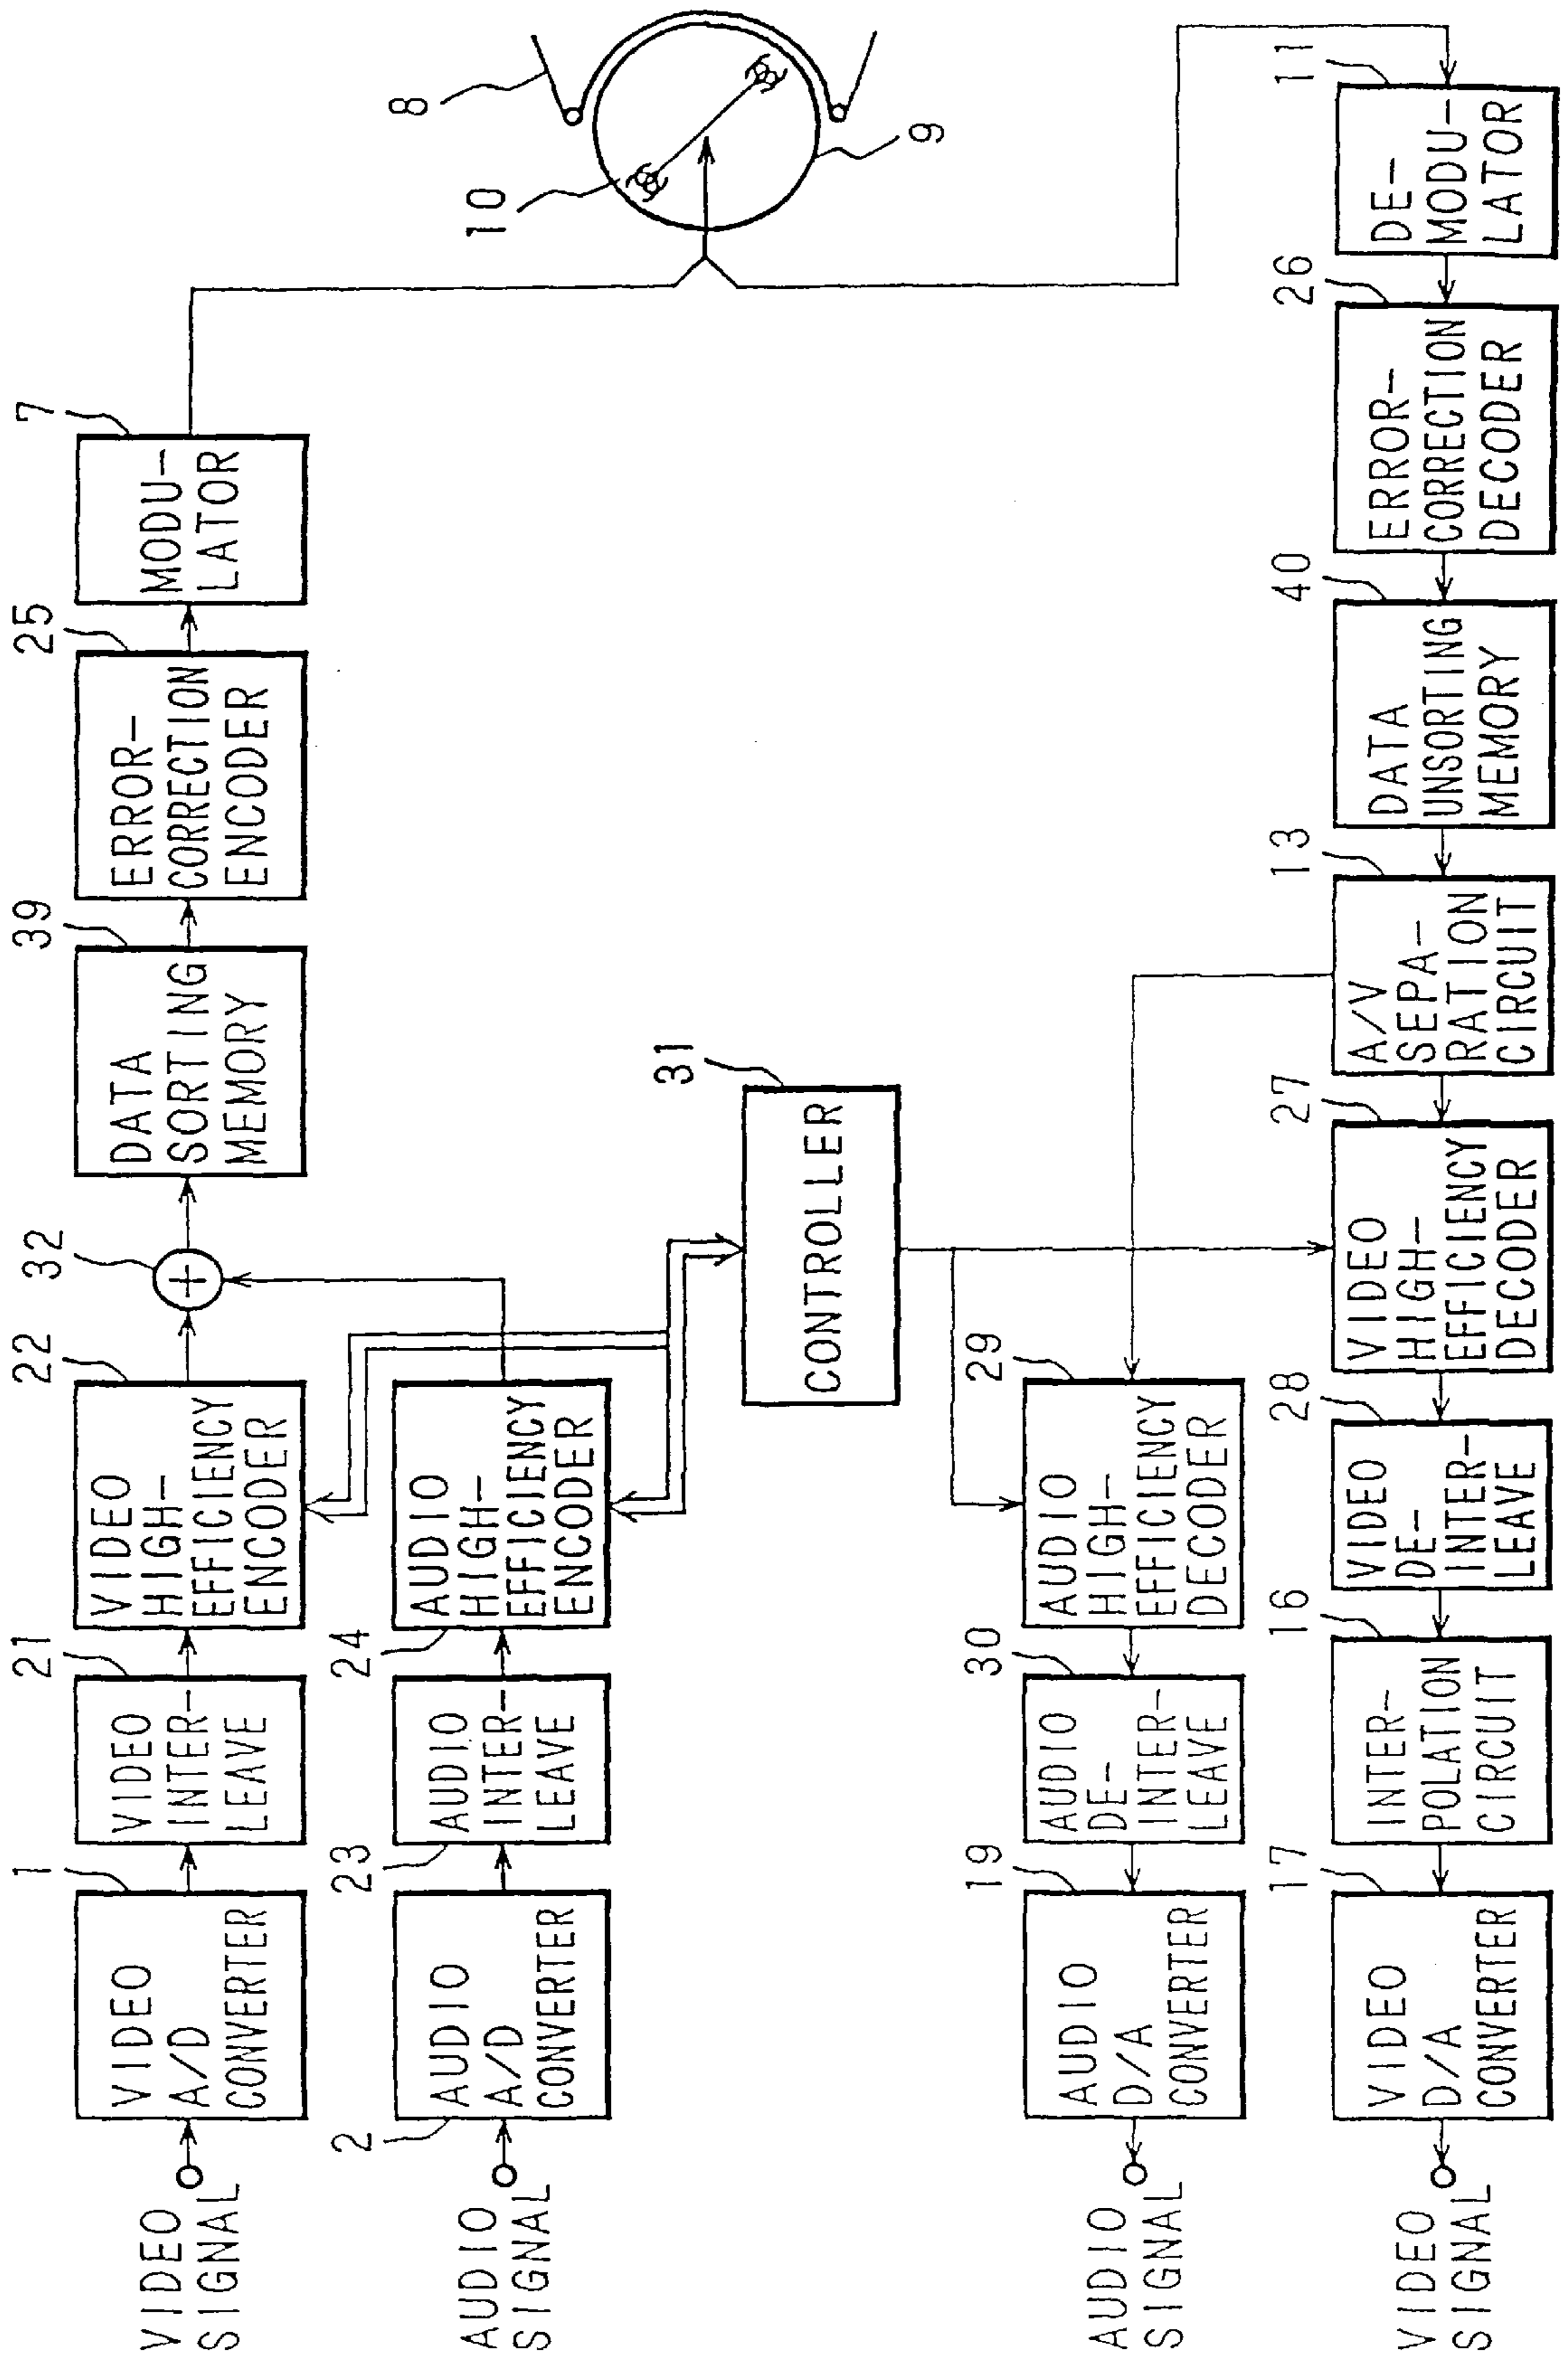 VIDEO
SIGNAL
1
VIDEO
A/D
CONVERTER
21
VIDEO
INTER-
LEAVE
22
VIDEO
HIGH-
EFFICIENCY
ENCODER
32
+
39
DATA
SORTING
MEMORY
25
ERROR-
CORRECTION
ENCODER
7
MODU-
LATOR
AUDIO
SIGNAL
2
AUDIO
A/D
CONVERTER
23
AUDIO
INTER-
LEAVE
24
AUDIO
HIGH-
EFFICIENCY
ENCODER
8
10
9
31
CONTROLLER
AUDIO
SIGNAL
19
AUDIO
D/A
CONVERTER
30
AUDIO
DE-
INTER-
LEAVE
29
AUDIO
HIGH-
EFFICIENCY
DECODER
VIDEO
SIGNAL
17
VIDEO
D/A
CONVERTER
16
INTER-
POLATION
CIRCUIT
28
VIDEO
DE-
INTER-
LEAVE
27
VIDEO
HIGH-
EFFICIENCY
DECODER
13
A/V
SEPA-
RATION
CIRCUIT
40
DATA
UNSORTING
MEMORY
26
ERROR-
CORRECTION
DECODER
11
DE-
MODU-
LATOR